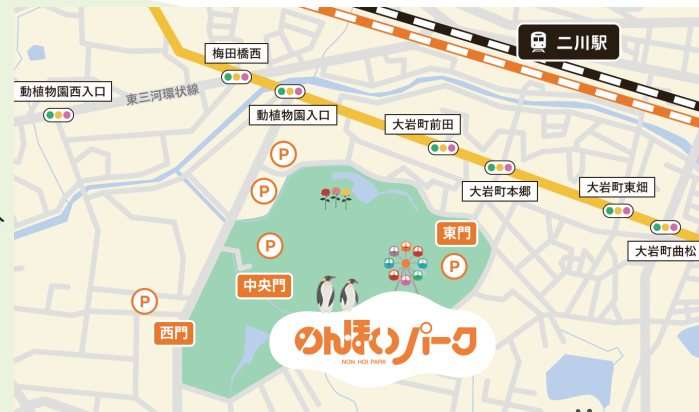 二川駅
梅田橋西
動植物園西入口
東三河環状線
動植物園入口
大岩町前田
大岩町本郷
大岩町東畑
大岩町曲松
P
P
P
P
P
東門
中央門
西門
のんほいパーク
NON HOI PARK